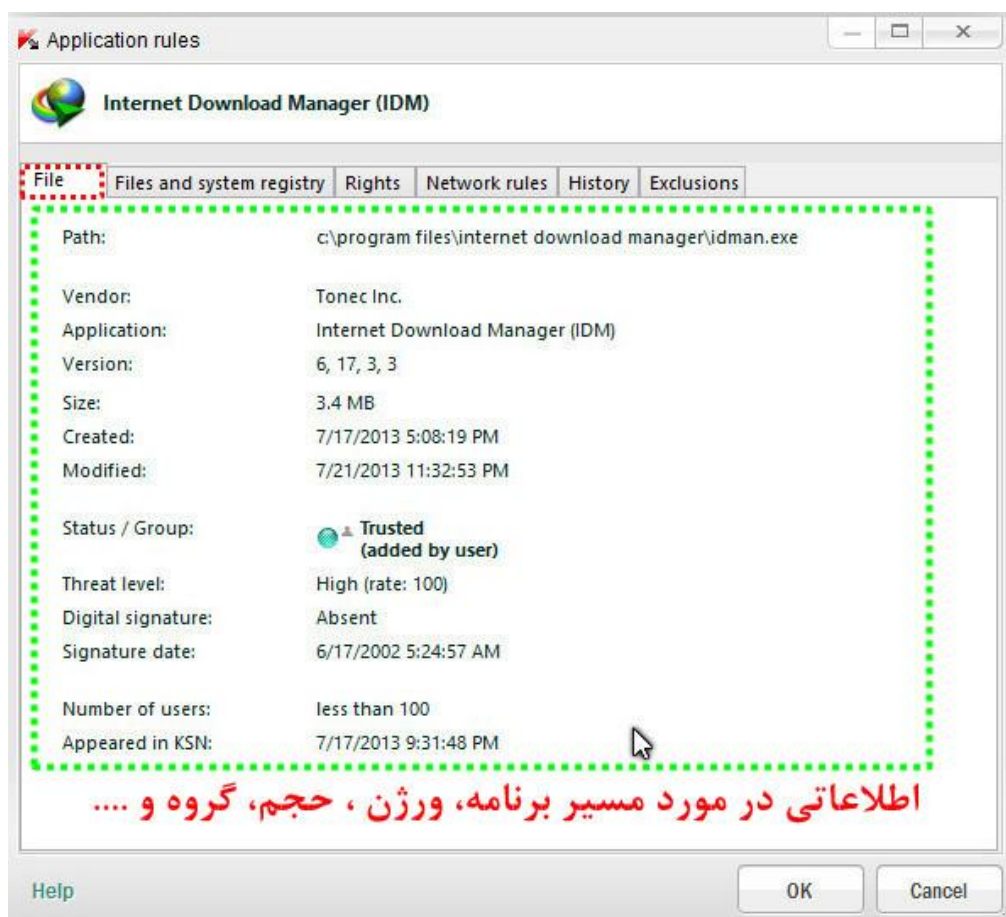 Application rules
Internet Download Manager (IDM)
File Files and system registry Rights Network rules History Exclusions
Path: c:\program files\internet download manager\idman.exe
Vendor: Tonec Inc.
Application: Internet Download Manager (IDM)
Version: 6, 17, 3, 3
Size: 3.4 MB
Created: 7/17/2013 5:08:19 PM
Modified: 7/21/2013 11:32:53 PM
Status / Group: Trusted
(added by user)
Threat level: High (rate: 100)
Digital signature: Absent
Signature date: 6/17/2002 5:24:57 AM
Number of users: less than 100
Appeared in KSN: 7/17/2013 9:31:48 PM
اطلاعاتی در مورد مسیر برنامه، ورژن ، حجم، گروه و ....
Help OK Cancel